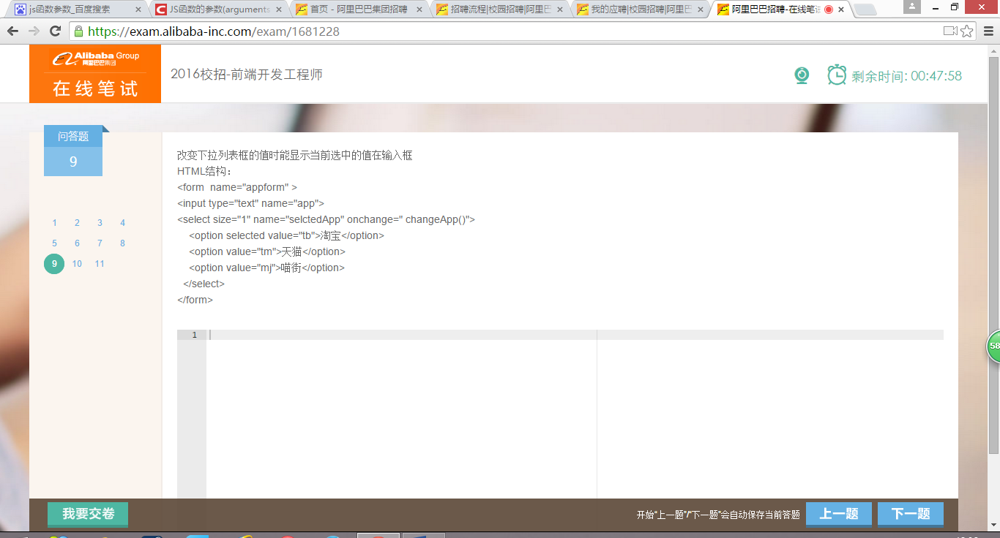 js函数参数_百度搜索
JS函数的参数(arguments
首页 - 阿里巴巴集团招聘
招聘流程|校园招聘|阿里巴
我的应聘|校园招聘|阿里巴
阿里巴巴招聘-在线笔试
https://exam.alibaba-inc.com/exam/1681228
Alibaba Group
阿里巴巴集团
在线笔试
2016校招-前端开发工程师
剩余时间: 00:47:58
问答题
9
1 2 3 4
5 6 7 8
9 10 11
改变下拉列表框的值时能显示当前选中的值在输入框
HTML结构：
<form  name="appform" >
<input type="text" name="app">
<select size="1" name="selctedApp" onchange=" changeApp()">
<option selected value="tb">淘宝</option>
<option value="tm">天猫</option>
<option value="mj">喵街</option>
</select>
</form>
1
58
我要交卷
开始"上一题"/"下一题"会自动保存当前答题
上一题
下一题